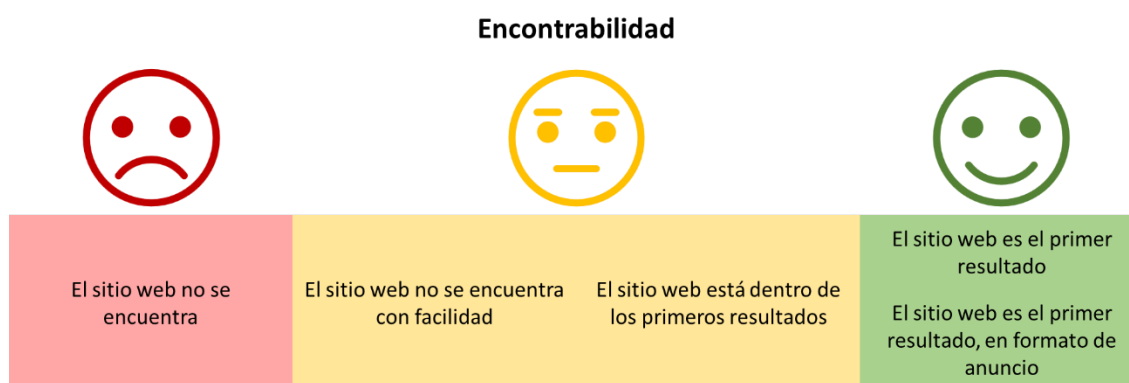 Encontrabilidad
El sitio web no se
encuentra
El sitio web no se encuentra
con facilidad
El sitio web está dentro de
los primeros resultados
El sitio web es el primer
resultado
El sitio web es el primer
resultado, en formato de
anuncio